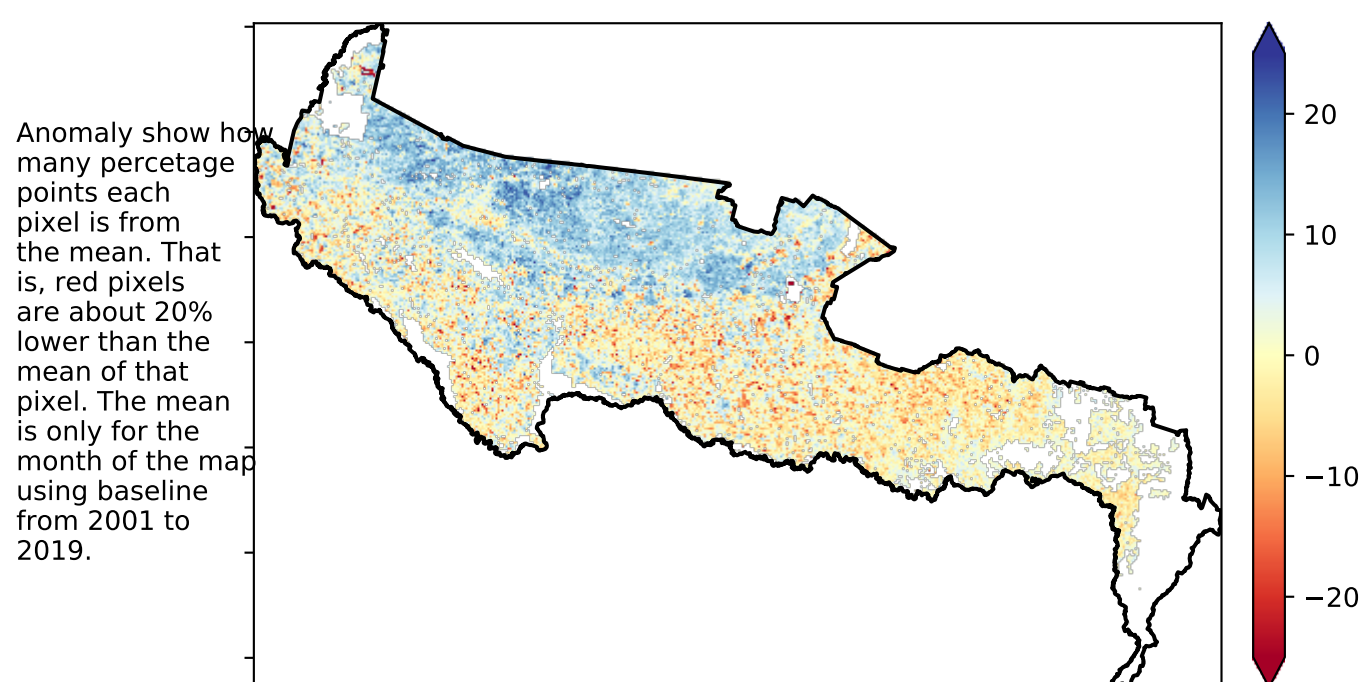 Anomaly show how
many percetage
points each
pixel is from
the mean. That
is, red pixels
are about 20%
lower than the
mean of that
pixel. The mean
is only for the
month of the map
using baseline
from 2001 to
2019.
20
10
0
−10
−20